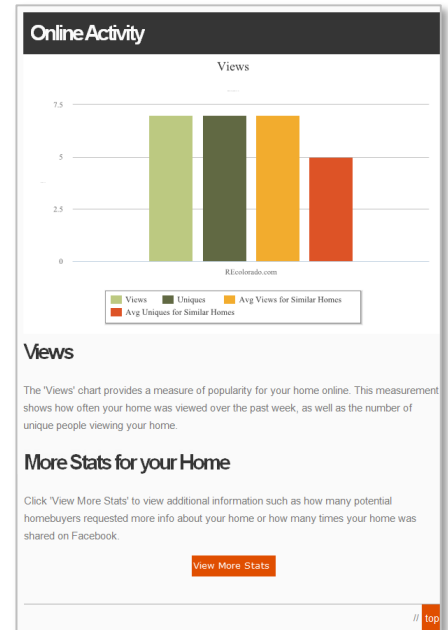 Online Activity
Views
7.5
5
2.5
0
REcolorado.com
Views Uniques Avg Views for Similar Homes
Avg Uniques for Similar Homes
Views
The 'Views' chart provides a measure of popularity for your home online. This measurement
shows how often your home was viewed over the past week, as well as the number of
unique people viewing your home.
More Stats for your Home
Click 'View More Stats' to view additional information such as how many potential
homebuyers requested more info about your home or how many times your home was
shared on Facebook.
View More Stats
// top